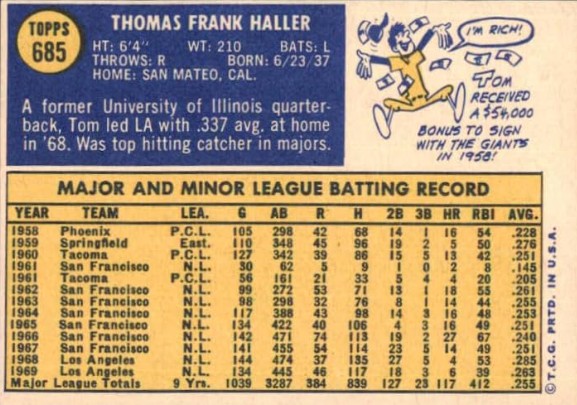 TOPPS
685
THOMAS FRANK HALLER
HT: 6'4" WT: 210 BATS: L
THROWS: R BORN: 6/23/37
HOME: SAN MATEO, CAL.
A former University of Illinois quarter-
back, Tom led LA with .337 avg. at home
in '68. Was top hitting catcher in majors.
I'M RICH!
TOM
RECEIVED
A $54,000
BONUS TO SIGN
WITH THE GIANTS
IN 1958!
MAJOR AND MINOR LEAGUE BATTING RECORD
YEAR TEAM LEA. G AB R H 2B 3B HR RBI AVG.
1958 Phoenix P.C.L. 105 298 42 68 14 1 16 54 .228
1959 Springfield East. 110 348 45 96 19 2 5 50 .276
1960 Tacoma P.C.L. 127 342 39 86 15 5 13 42 .251
1961 San Francisco N.L. 30 62 5 9 1 0 2 8 .145
1961 Tacoma P.C.L. 56 161 21 33 5 4 4 20 .205
1962 San Francisco N.L. 99 272 53 71 13 1 18 55 .261
1963 San Francisco N.L. 98 298 32 76 8 1 14 44 .255
1964 San Francisco N.L. 117 388 43 98 14 3 16 48 .253
1965 San Francisco N.L. 134 422 40 106 4 3 16 49 .251
1966 San Francisco N.L. 142 471 74 113 19 2 27 67 .240
1967 San Francisco N.L. 141 455 54 114 23 5 14 49 .251
1968 Los Angeles N.L. 144 474 37 135 27 5 4 53 .285
1969 Los Angeles N.L. 134 445 46 117 18 3 6 39 .263
Major League Totals 9 Yrs. 1039 3287 384 839 127 23 117 412 .255
© T.C.G. PRTD. IN U.S.A.